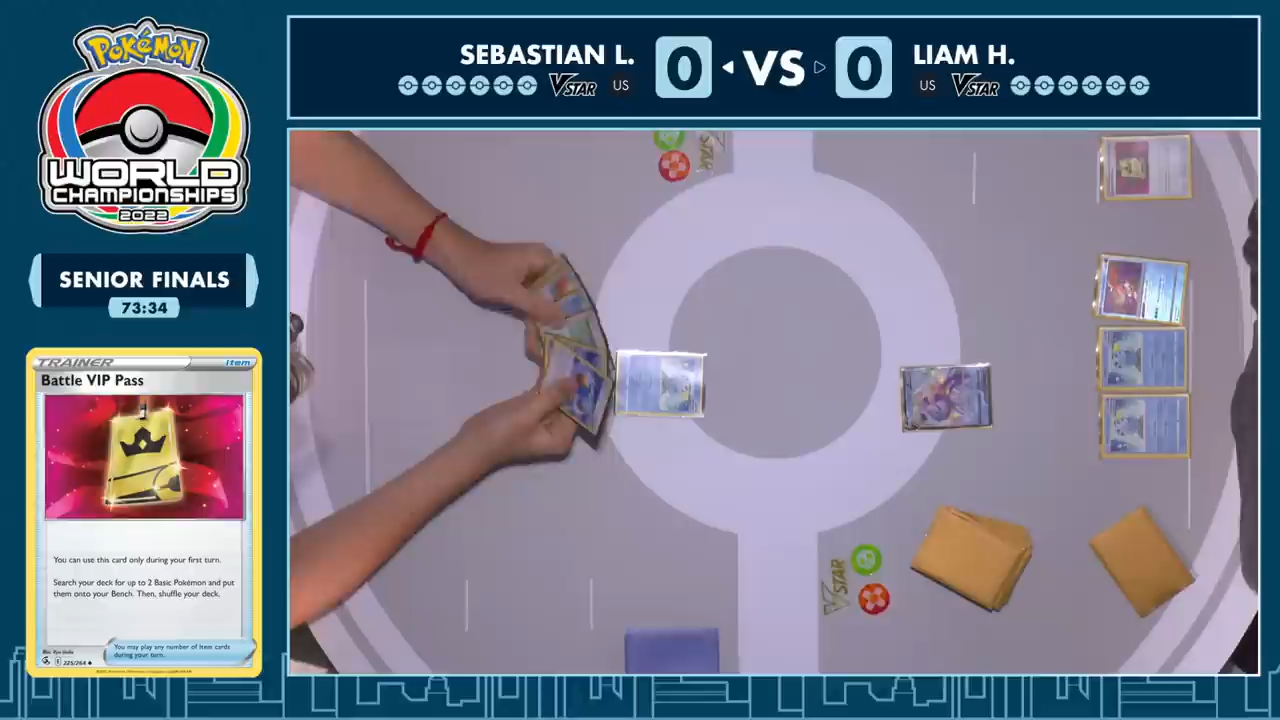 Pokémon
WORLD
CHAMPIONSHIPS
2022
SENIOR FINALS
73:34
SEBASTIAN L.
VSTAR US
0 VS 0
LIAM H.
US VSTAR
TRAINER Item
Battle VIP Pass
You can use this card only during your first turn.
Search your deck for up to 2 Basic Pokémon and put
them onto your Bench. Then, shuffle your deck.
You may play any number of Item cards
during your turn.
225/264
VSTAR
VSTAR